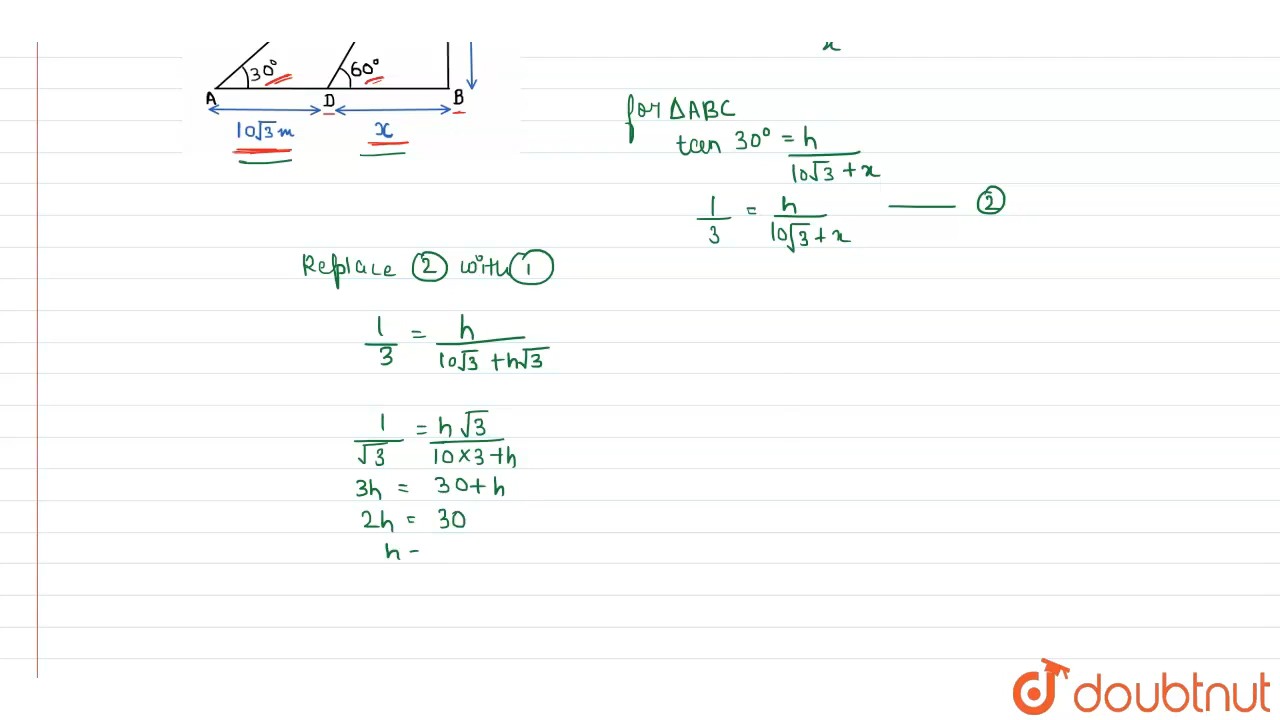 x
30° 60°
A D B
10√3 m x
for ΔABC
tan 30° = h / 10√3 + x
1/3 = h / 10√3 + x ——— ②
Replace ② with ①
1/3 = h / 10√3 + h√3
1/√3 = h√3 / 10×3+h
3h = 30+h
2h = 30
h -
doubtnut